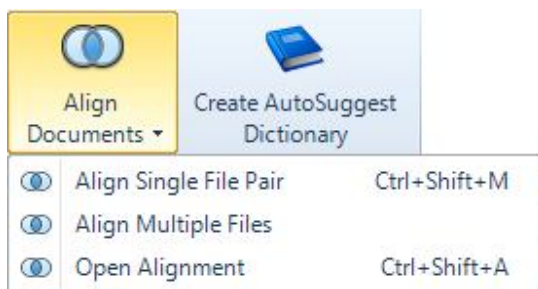 Align
Documents
Create AutoSuggest
Dictionary
Align Single File Pair Ctrl+Shift+M
Align Multiple Files
Open Alignment Ctrl+Shift+A